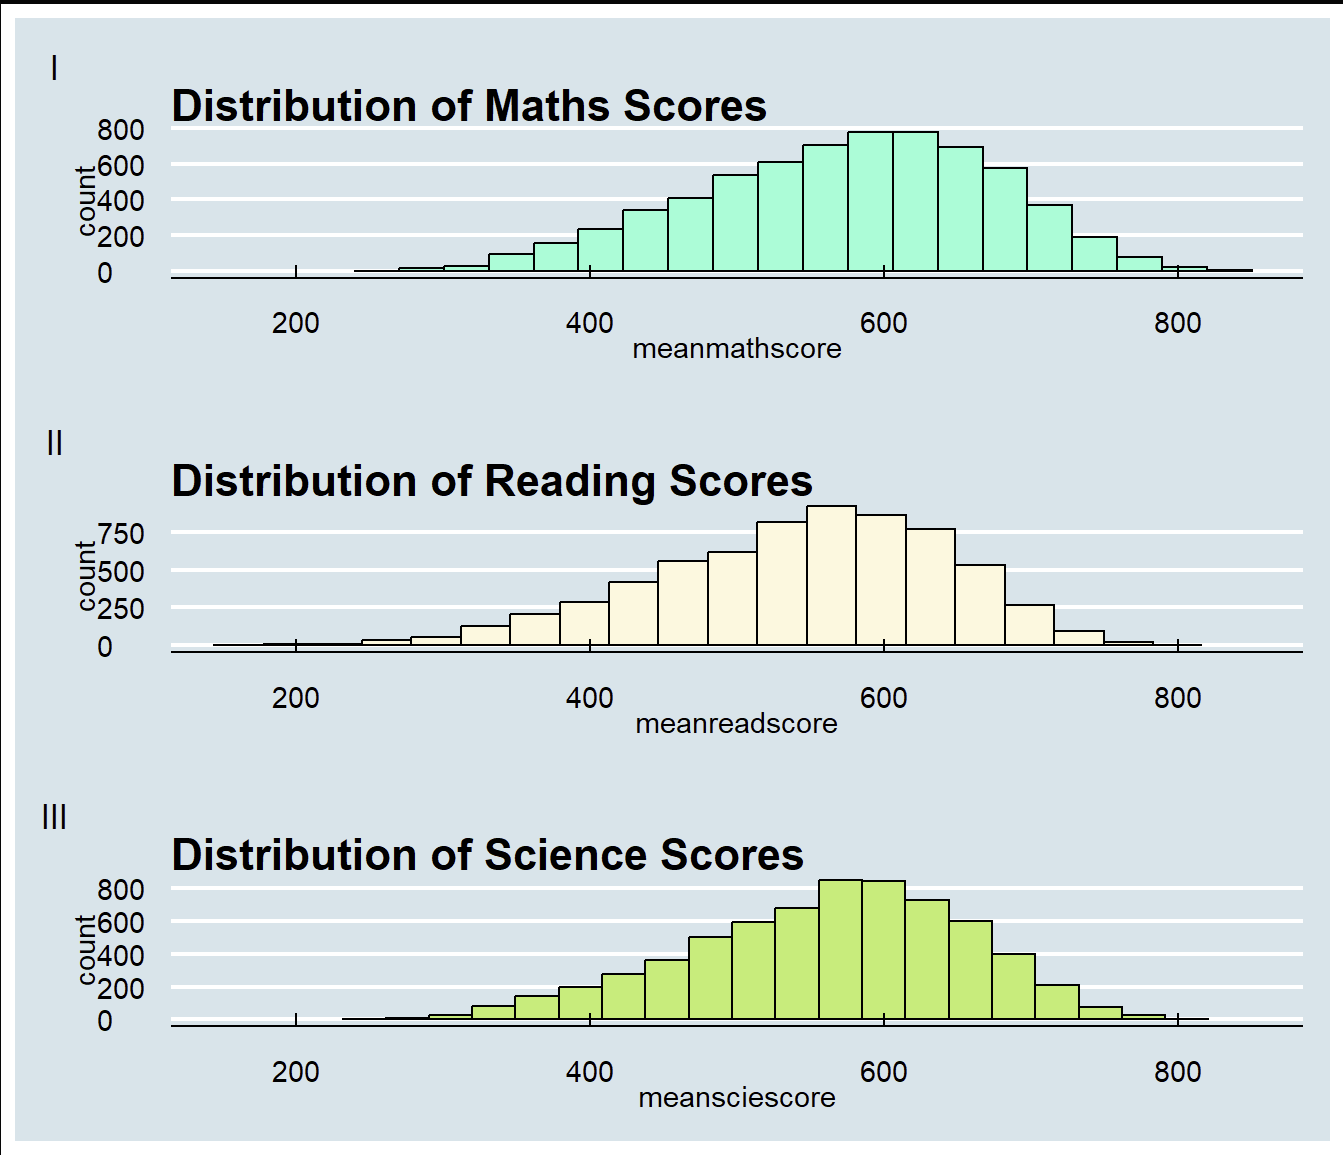 I
Distribution of Maths Scores
800
600
400
200
0
count
200 400 600 800
meanmathscore
II
Distribution of Reading Scores
750
500
250
0
count
200 400 600 800
meanreadscore
III
Distribution of Science Scores
800
600
400
200
0
count
200 400 600 800
meansciescore